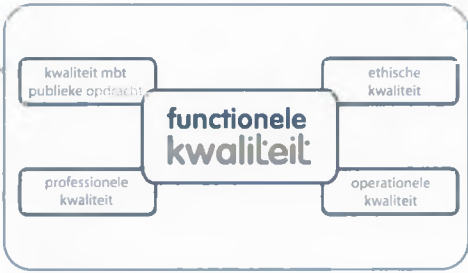 kwaliteit mbt
publieke opdracht
ethische
kwaliteit
functionele
kwaliteit
professionele
kwaliteit
operationele
kwaliteit